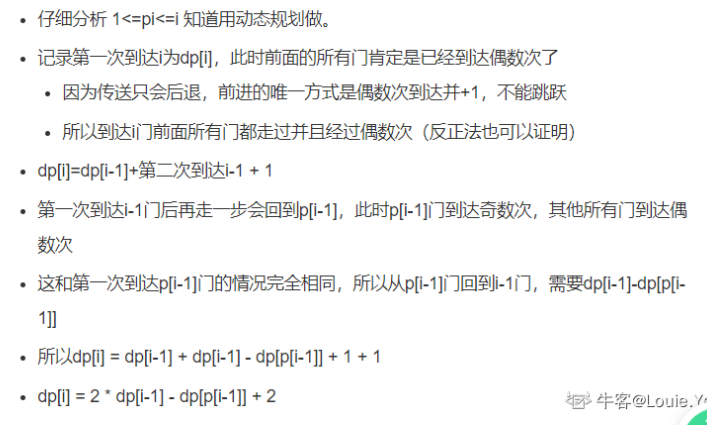 仔细分析 1<=pi<=i 知道用动态规划做。
记录第一次到达i为dp[i]，此时前面的所有门肯定是已经到达偶数次了
因为传送只会后退，前进的唯一方式是偶数次到达并+1，不能跳跃
所以到达i门前面所有门都走过并且经过偶数次（反正法也可以证明）
dp[i]=dp[i-1]+第二次到达i-1 + 1
第一次到达i-1门后再走一步会回到p[i-1]，此时p[i-1]门到达奇数次，其他所有门到达偶
数次
这和第一次到达p[i-1]门的情况完全相同，所以从p[i-1]门回到i-1门，需要dp[i-1]-dp[p[i-
1]]
所以dp[i] = dp[i-1] + dp[i-1] - dp[p[i-1]] + 1 + 1
dp[i] = 2 * dp[i-1] - dp[p[i-1]] + 2
牛客@Louie.Y